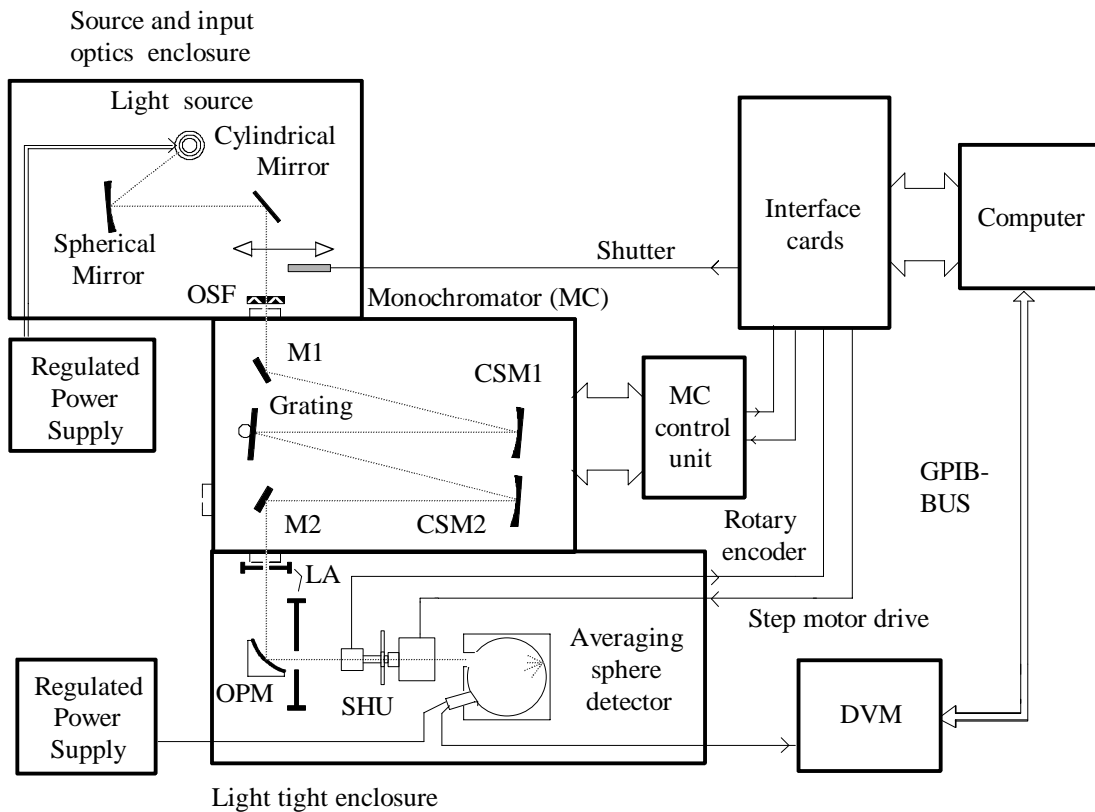 Source and input
optics enclosure
Light source
Cylindrical
Mirror
Spherical
Mirror
OSF
Shutter
Interface
cards
Computer
Monochromator (MC)
Regulated
Power
Supply
M1
CSM1
Grating
MC
control
unit
M2
CSM2
GPIB-
BUS
Rotary
encoder
LA
Step motor drive
Averaging
sphere
detector
OPM
SHU
Regulated
Power
Supply
DVM
Light tight enclosure